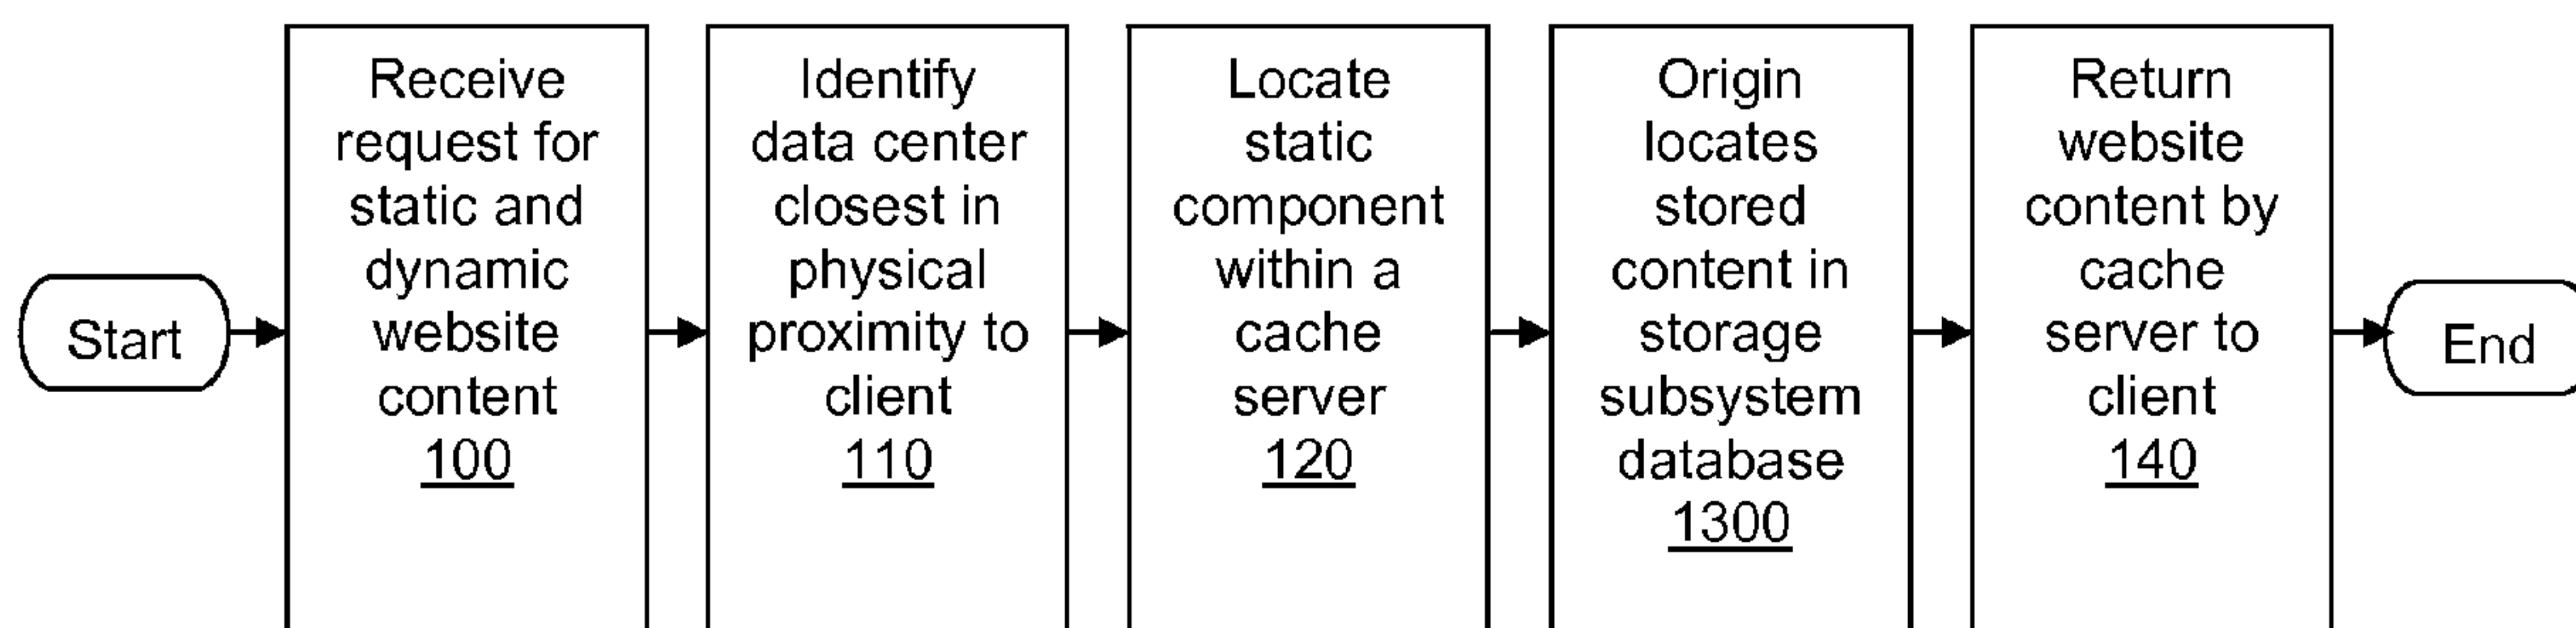 Start
Receive
request for
static and
dynamic
website
content
100
Identify
data center
closest in
physical
proximity to
client
110
Locate
static
component
within a
cache
server
120
Origin
locates
stored
content in
storage
subsystem
database
1300
Return
website
content by
cache
server to
client
140
End